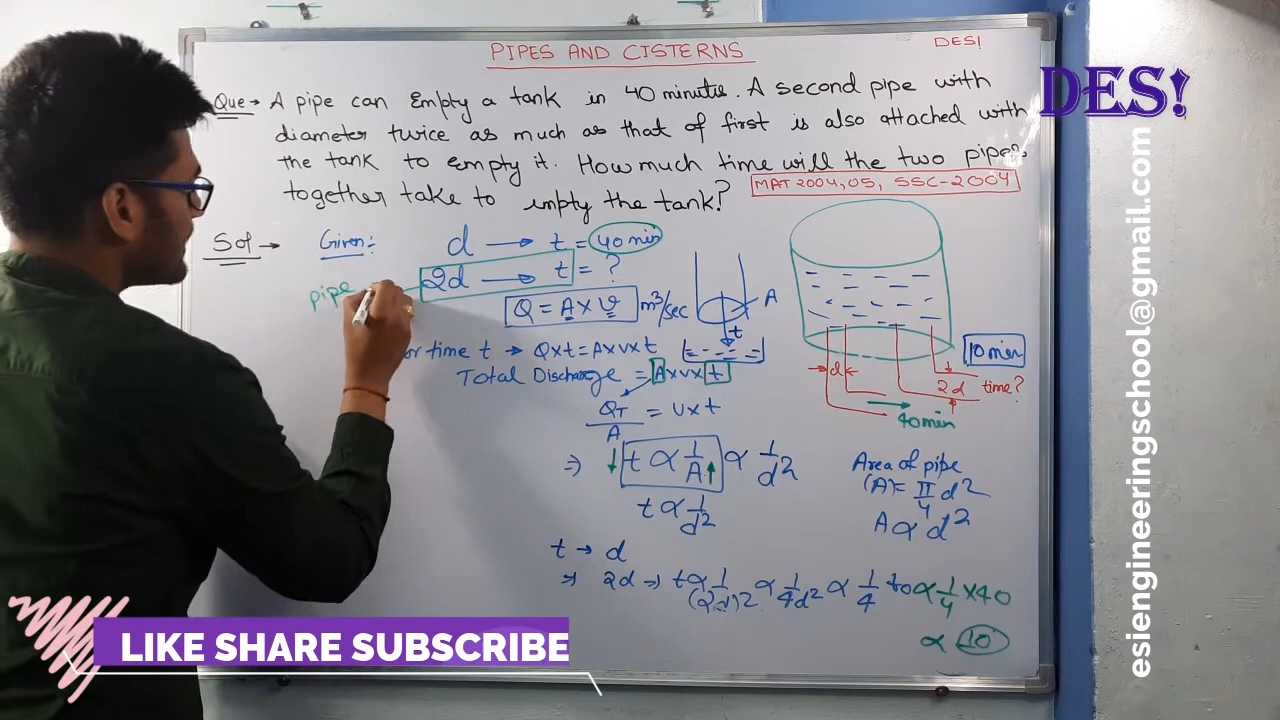 PIPES AND CISTERNS
DES!
DES!
Que → A pipe can Empty a tank in 40 minutes. A second pipe with
diameter twice as much as that of first is also attached with
the tank to empty it. How much time will the two pipes
together take to empty the tank?
MAT 2004,05, SSC-2004
Sol → Given:- d → t = 40 min
2d → t = ?
pipe
Q = A × v m³/sec
A
t
or time t → Q×t = A×v×t
Total Discharge = A×v×t
QT/A = v×t
⇒ ↓ t ∝ 1/A ↑ ∝ 1/d²
t ∝ 1/d²
t → d
⇒ 2d ⇒ t ∝ 1/(2d)² ∝ 1/4d² ∝ 1/4 to ∝ 1/4 × 40
∝ 10
10 min
d
2d time?
40 min
Area of pipe
(A) = π/4 d²
A ∝ d²
esiengineeringschool@gmail.com
LIKE SHARE SUBSCRIBE